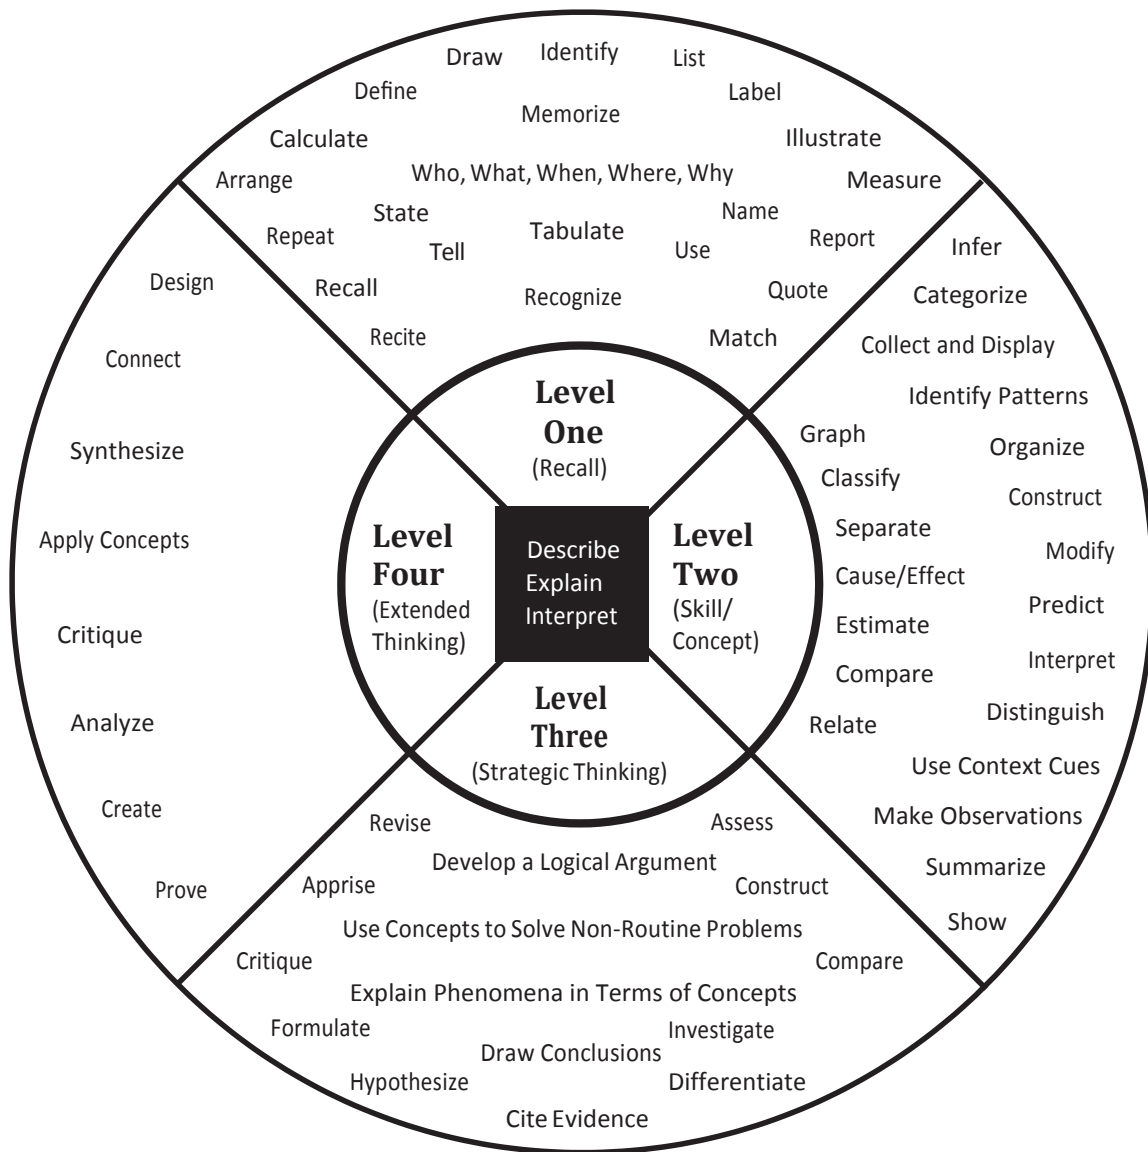 Draw
Identify
List
Define
Label
Memorize
Calculate
Illustrate
Who, What, When, Where, Why
Arrange
Measure
State
Name
Repeat
Tell
Tabulate
Use
Report
Recall
Recognize
Quote
Recite
Match
Level
One
(Recall)
Infer
Categorize
Collect and Display
Identify Patterns
Graph
Organize
Classify
Construct
Separate
Modify
Cause/Effect
Predict
Estimate
Interpret
Compare
Distinguish
Relate
Use Context Cues
Make Observations
Summarize
Show
Level
Two
(Skill/
Concept)
Describe
Explain
Interpret
Level
Three
(Strategic Thinking)
Revise
Assess
Develop a Logical Argument
Apprise
Construct
Use Concepts to Solve Non-Routine Problems
Critique
Compare
Explain Phenomena in Terms of Concepts
Formulate
Investigate
Draw Conclusions
Hypothesize
Differentiate
Cite Evidence
Level
Four
(Extended
Thinking)
Design
Connect
Synthesize
Apply Concepts
Critique
Analyze
Create
Prove